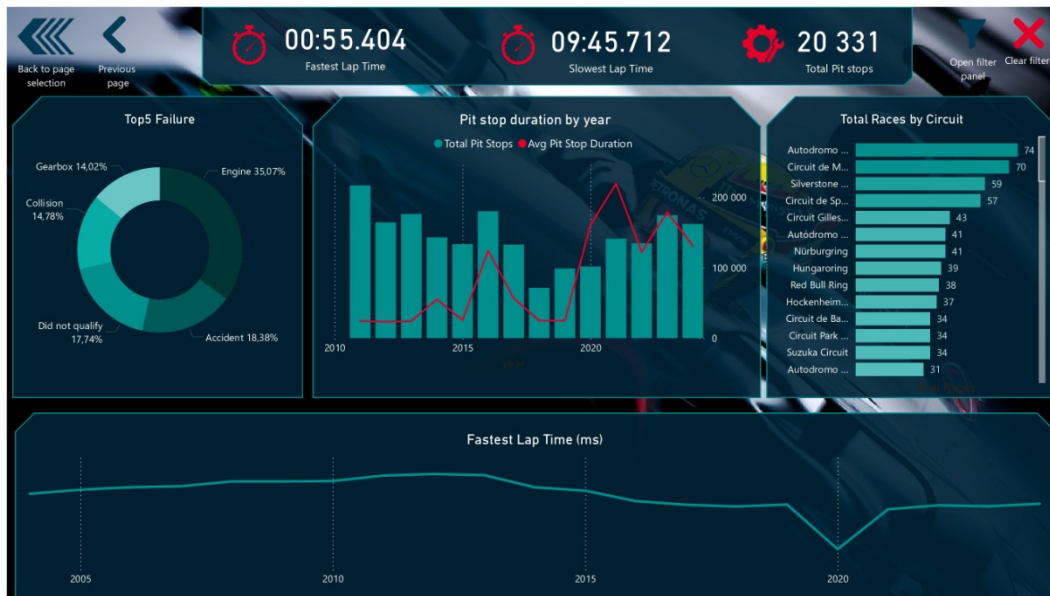 00:55.404
Fastest Lap Time
09:45.712
Slowest Lap Time
20 331
Total Pit stops
Back to page
selection
Previous
page
Open filter
panel
Clear filter
Top5 Failure
Gearbox 14,02%
Engine 35,07%
Collision
14,78%
Did not qualify
17,74%
Accident 18,38%
Pit stop duration by year
Total Pit Stops
Avg Pit Stop Duration
200 000
100 000
0
2010
2015
2020
year
PETRONAS
Total Races by Circuit
Autodromo ... 74
Circuit de M... 70
Silverstone ... 59
Circuit de Sp... 57
Circuit Gilles... 43
Autódromo ... 41
Nürburgring 41
Hungaroring 39
Red Bull Ring 38
Hockenheim... 37
Circuit de Ba... 34
Circuit Park ... 34
Suzuka Circuit 34
Autodromo ... 31
Total Races
Fastest Lap Time (ms)
2005
2010
2015
2020